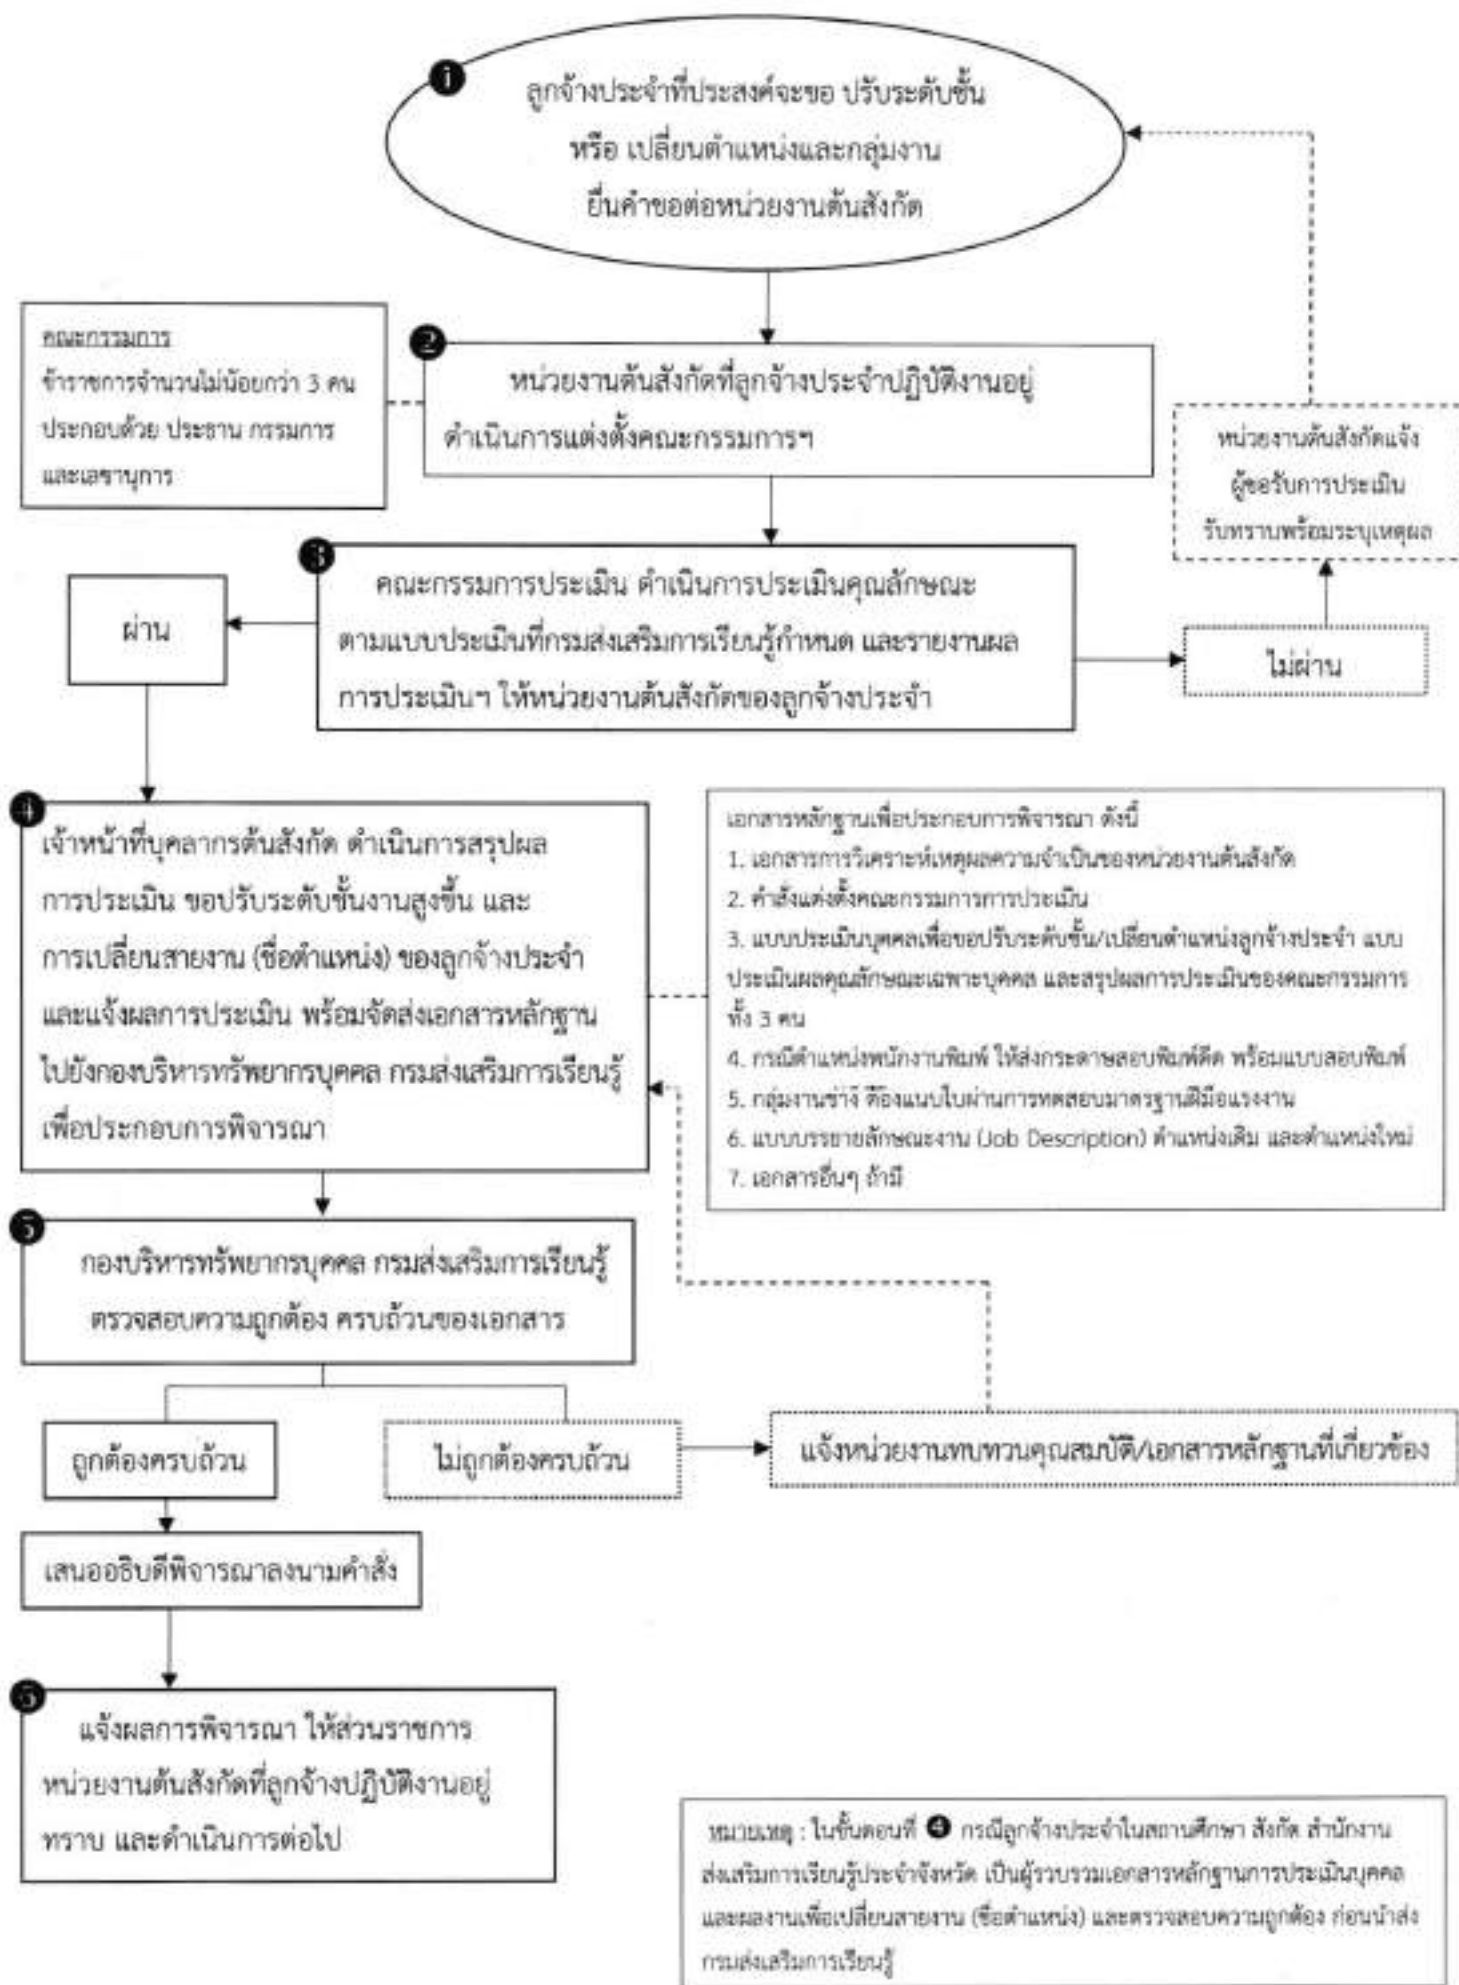 1
ลูกจ้างประจำที่ประสงค์จะขอ ปรับระดับชั้น
หรือ เปลี่ยนตำแหน่งและกลุ่มงาน
ยื่นคำขอต่อหน่วยงานต้นสังกัด
คณะกรรมการ
ข้าราชการจำนวนไม่น้อยกว่า 3 คน
ประกอบด้วย ประธาน กรรมการ
และเลขานุการ
2
หน่วยงานต้นสังกัดที่ลูกจ้างประจำปฏิบัติงานอยู่
ดำเนินการแต่งตั้งคณะกรรมการฯ
หน่วยงานต้นสังกัดแจ้ง
ผู้ขอรับการประเมิน
รับทราบพร้อมระบุเหตุผล
3
คณะกรรมการประเมิน ดำเนินการประเมินคุณลักษณะ
ตามแบบประเมินที่กรมส่งเสริมการเรียนรู้กำหนด และรายงานผล
การประเมินฯ ให้หน่วยงานต้นสังกัดของลูกจ้างประจำ
ผ่าน
ไม่ผ่าน
4
เจ้าหน้าที่บุคลากรต้นสังกัด ดำเนินการสรุปผล
การประเมิน ขอปรับระดับชั้นงานสูงขึ้น และ
การเปลี่ยนสายงาน (ชื่อตำแหน่ง) ของลูกจ้างประจำ
และแจ้งผลการประเมิน พร้อมจัดส่งเอกสารหลักฐาน
ไปยังกองบริหารทรัพยากรบุคคล กรมส่งเสริมการเรียนรู้
เพื่อประกอบการพิจารณา
เอกสารหลักฐานเพื่อประกอบการพิจารณา ดังนี้
1. เอกสารการวิเคราะห์เหตุผลความจำเป็นของหน่วยงานต้นสังกัด
2. คำสั่งแต่งตั้งคณะกรรมการการประเมิน
3. แบบประเมินบุคคลเพื่อขอปรับระดับชั้น/เปลี่ยนตำแหน่งลูกจ้างประจำ แบบ
ประเมินผลคุณลักษณะเฉพาะบุคคล และสรุปผลการประเมินของคณะกรรมการ
ทั้ง 3 คน
4. กรณีตำแหน่งพนักงานพิมพ์ ให้ส่งกระดาษสอบพิมพ์ดีด พร้อมแบบสอบพิมพ์
5. กลุ่มงานช่าง ต้องแนบใบผ่านการทดสอบมาตรฐานฝีมือแรงงาน
6. แบบบรรยายลักษณะงาน (Job Description) ตำแหน่งเดิม และตำแหน่งใหม่
7. เอกสารอื่นๆ ถ้ามี
5
กองบริหารทรัพยากรบุคคล กรมส่งเสริมการเรียนรู้
ตรวจสอบความถูกต้อง ครบถ้วนของเอกสาร
ถูกต้องครบถ้วน
ไม่ถูกต้องครบถ้วน
แจ้งหน่วยงานทบทวนคุณสมบัติ/เอกสารหลักฐานที่เกี่ยวข้อง
เสนออธิบดีพิจารณาลงนามคำสั่ง
5
แจ้งผลการพิจารณา ให้ส่วนราชการ
หน่วยงานต้นสังกัดที่ลูกจ้างปฏิบัติงานอยู่
ทราบ และดำเนินการต่อไป
หมายเหตุ : ในขั้นตอนที่ 4 กรณีลูกจ้างประจำในสถานศึกษา สังกัด สำนักงาน
ส่งเสริมการเรียนรู้ประจำจังหวัด เป็นผู้รวบรวมเอกสารหลักฐานการประเมินบุคคล
และผลงานเพื่อเปลี่ยนสายงาน (ชื่อตำแหน่ง) และตรวจสอบความถูกต้อง ก่อนนำส่ง
กรมส่งเสริมการเรียนรู้